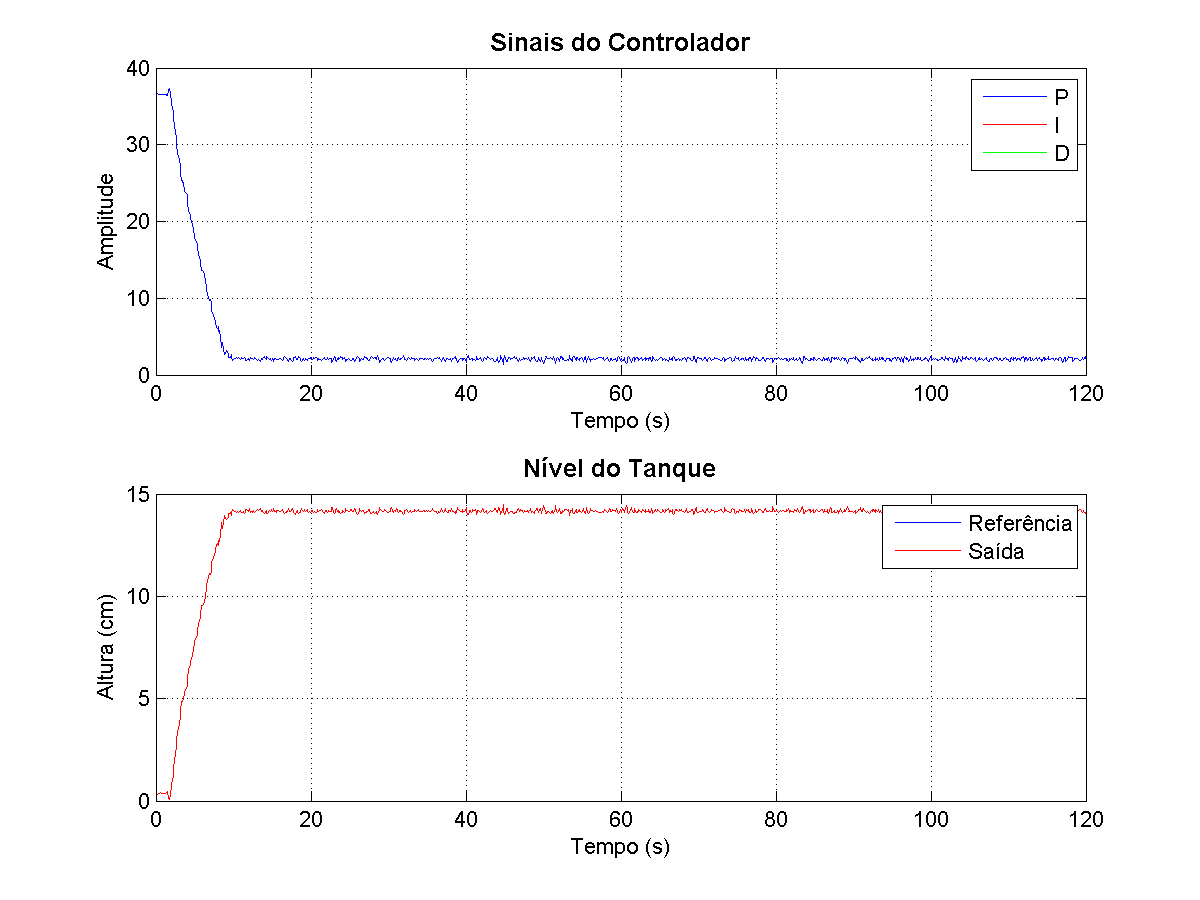 Sinais do Controlador
40
30
20
10
0
Amplitude
P
I
D
0 20 40 60 80 100 120
Tempo (s)
Nível do Tanque
15
10
5
0
Altura (cm)
Referência
Saída
0 20 40 60 80 100 120
Tempo (s)